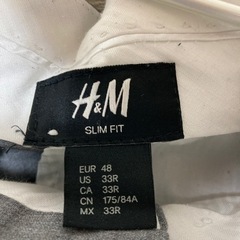 H&M
SLIM FIT
EUR 48
US 33R
CA 33R
CN 175/84A
MX 33R